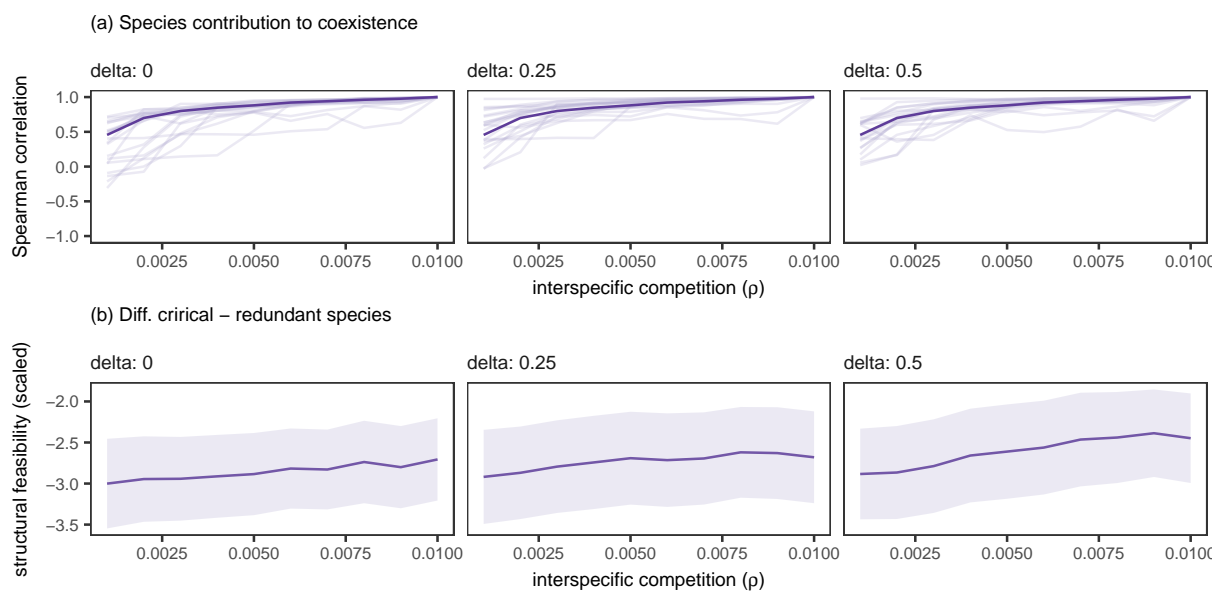 (a) Species contribution to coexistence
delta: 0
delta: 0.25
delta: 0.5
Spearman correlation
1.0
0.5
0.0
−0.5
−1.0
0.0025 0.0050 0.0075 0.0100
0.0025 0.0050 0.0075 0.0100
0.0025 0.0050 0.0075 0.0100
interspecific competition (ρ)
(b) Diff. crirical − redundant species
delta: 0
delta: 0.25
delta: 0.5
structural feasibility (scaled)
−2.0
−2.5
−3.0
−3.5
0.0025 0.0050 0.0075 0.0100
0.0025 0.0050 0.0075 0.0100
0.0025 0.0050 0.0075 0.0100
interspecific competition (ρ)